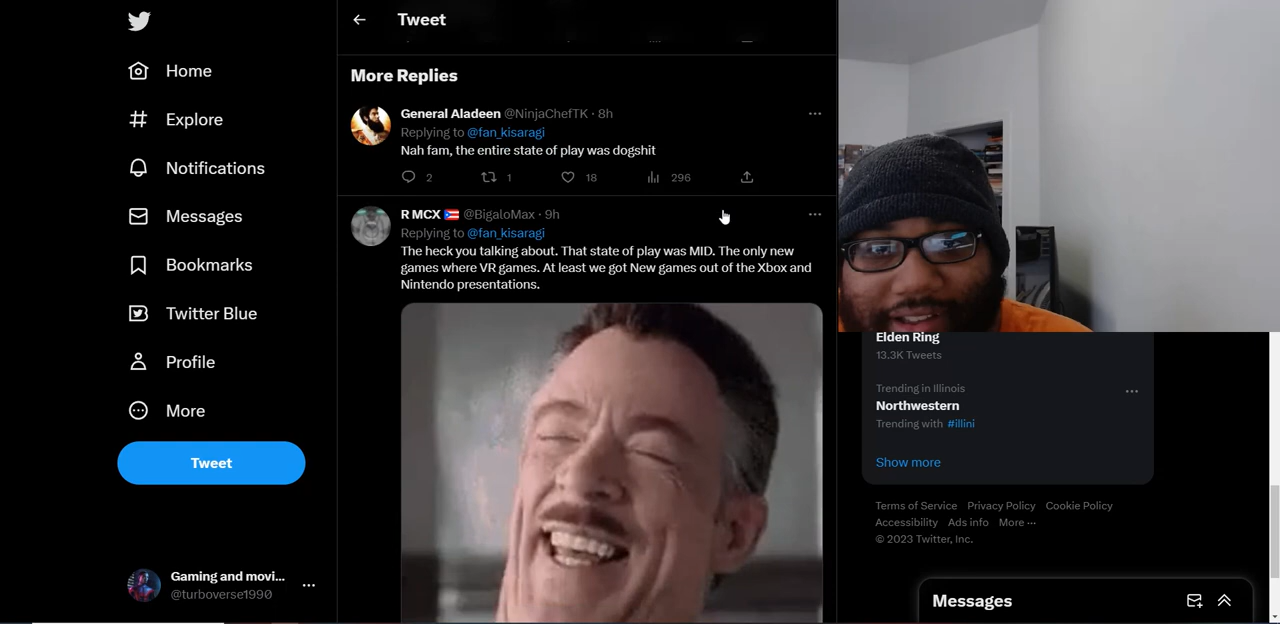 Tweet
Home
Explore
Notifications
Messages
Bookmarks
Twitter Blue
Profile
More
Tweet
Gaming and movi...
@turboverse1990
More Replies
General Aladeen @NinjaChefTK · 8h
Replying to @fan_kisaragi
Nah fam, the entire state of play was dogshit
2 1 18 296
R MCX 🇵🇷 @BigaloMax · 9h
Replying to @fan_kisaragi
The heck you talking about. That state of play was MID. The only new
games where VR games. At least we got New games out of the Xbox and
Nintendo presentations.
Elden Ring
13.3K Tweets
Trending in Illinois
Northwestern
Trending with #illini
Show more
Terms of Service Privacy Policy Cookie Policy
Accessibility Ads info More ···
© 2023 Twitter, Inc.
Messages